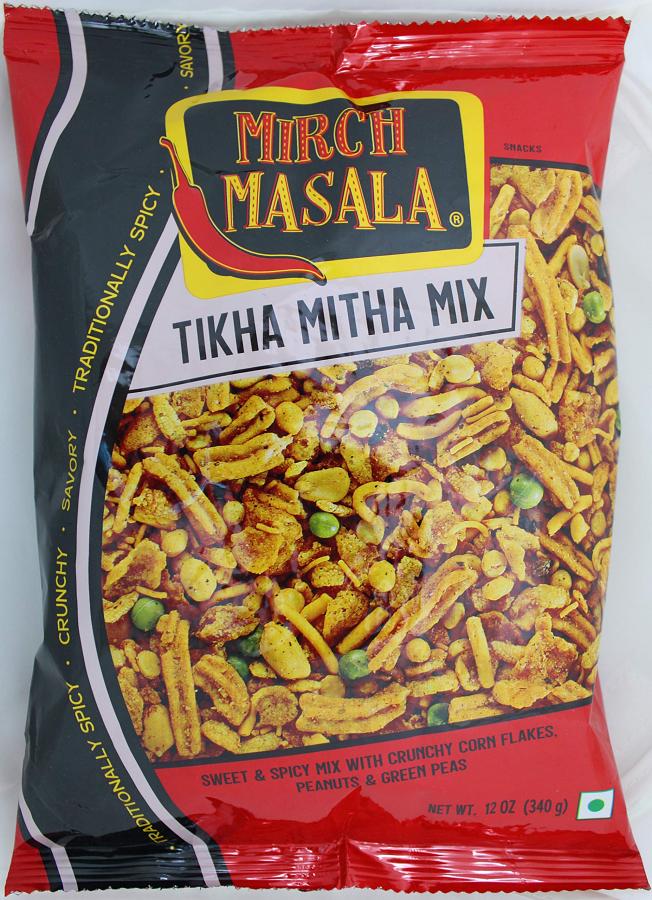 SNACKS
MIRCH
MASALA®
TIKHA MITHA MIX
TRADITIONALLY SPICY · CRUNCHY · SAVORY · TRADITIONALLY SPICY · SAVORY
SWEET & SPICY MIX WITH CRUNCHY CORN FLAKES,
PEANUTS & GREEN PEAS
NET WT. 12 OZ (340 g)